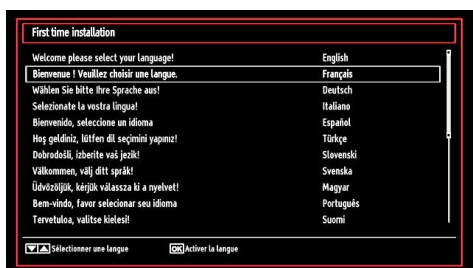 First time installation
Welcome please select your language! English
Bienvenue ! Veuillez choisir une langue. Français
Wählen Sie bitte Ihre Sprache aus! Deutsch
Selezionate la vostra lingua! Italiano
Bienvenido, seleccione un idioma Español
Hoş geldiniz, lütfen dil seçimini yapınız! Türkçe
Dobrodošli, izberite vaš jezik! Slovenski
Välkommen, välj ditt språk! Svenska
Üdvözöljük, kérjük válassza ki a nyelvet! Magyar
Bem-vindo, favor selecionar seu idioma Português
Tervetuloa, valitse kielesi! Suomi
Sélectionner une langue OK Activer la langue